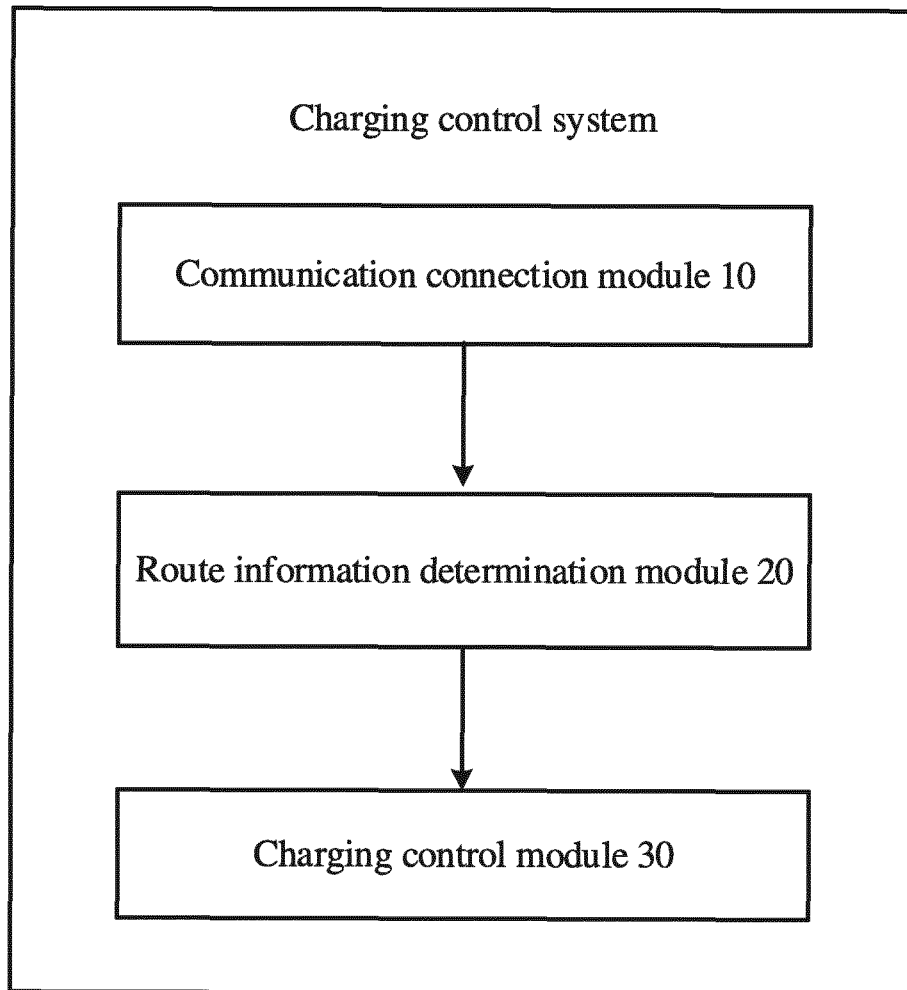 Charging control system
Communication connection module 10
Route information determination module 20
Charging control module 30